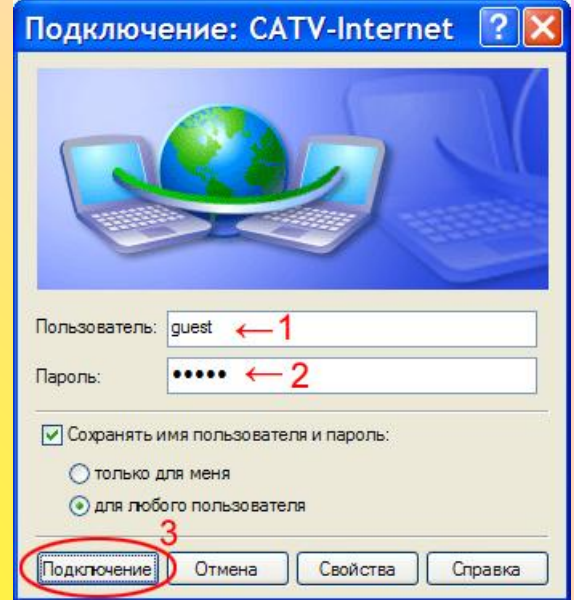 Подключение: CATV-Internet
Пользователь: guest ←1
Пароль: ••••• ←2
Сохранять имя пользователя и пароль:
только для меня
для любого пользователя
3
Подключение Отмена Свойства Справка